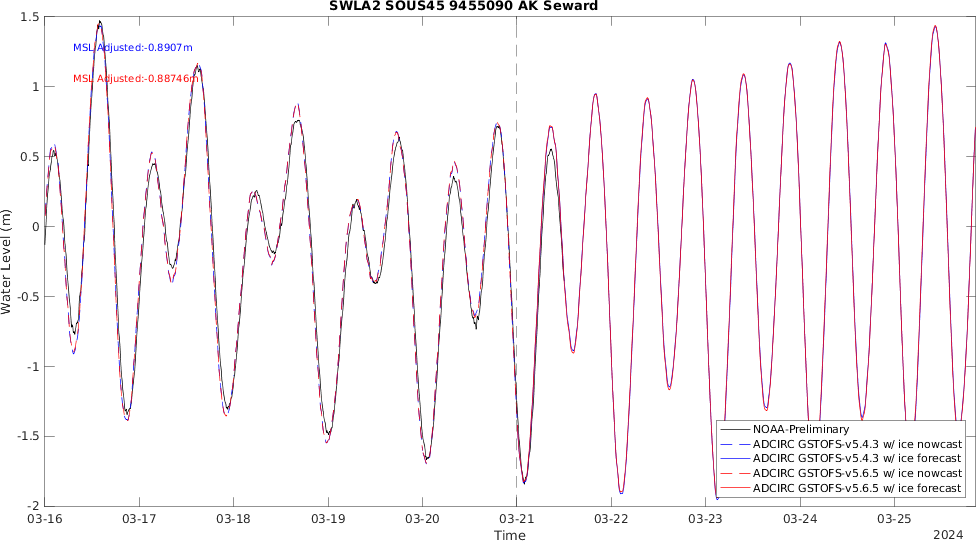 SWLA2 SOUS45 9455090 AK Seward
MSL Adjusted:-0.8907m
MSL Adjusted:-0.88746m
Water Level (m)
1.5
1
0.5
0
-0.5
-1
-1.5
-2
NOAA-Preliminary
ADCIRC GSTOFS-v5.4.3 w/ ice nowcast
ADCIRC GSTOFS-v5.4.3 w/ ice forecast
ADCIRC GSTOFS-v5.6.5 w/ ice nowcast
ADCIRC GSTOFS-v5.6.5 w/ ice forecast
03-16 03-17 03-18 03-19 03-20 03-21 03-22 03-23 03-24 03-25
Time
2024